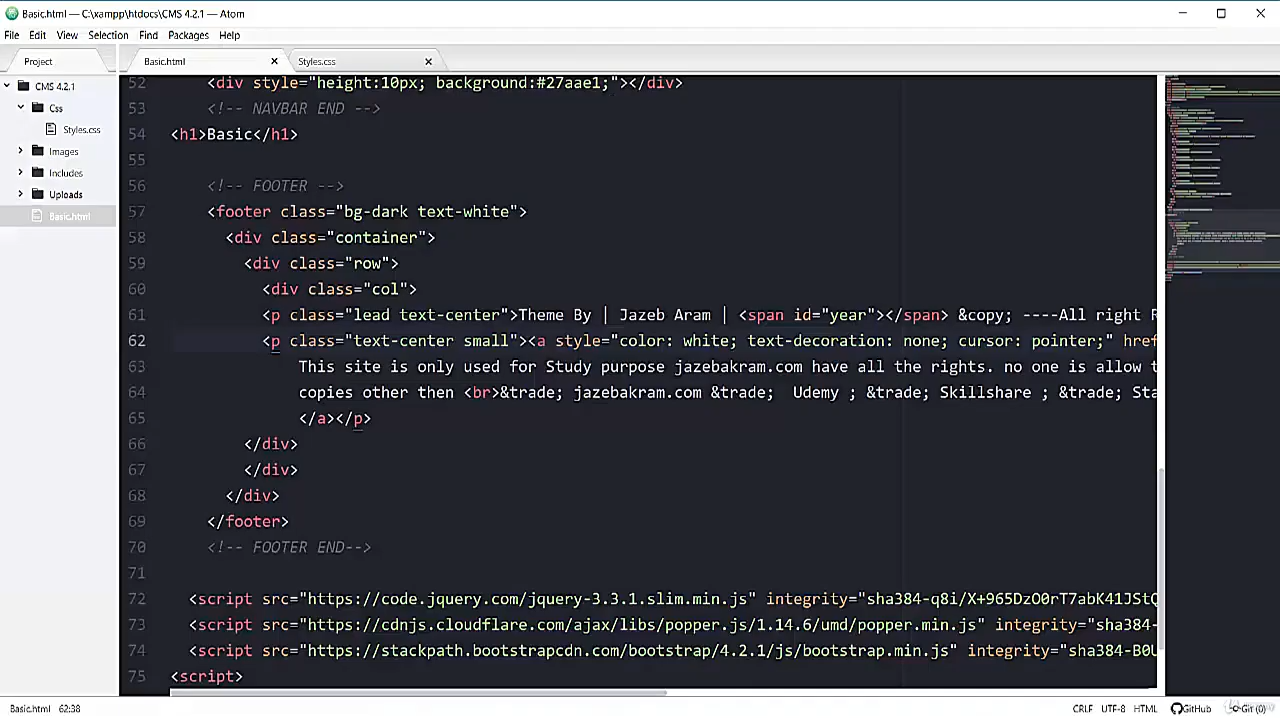 Basic.html — C:\xampp\htdocs\CMS 4.2.1 — Atom
File Edit View Selection Find Packages Help
Project
Basic.html
Styles.css
CMS 4.2.1
Css
Styles.css
Images
Includes
Uploads
Basic.html
52 <div style="height:10px; background:#27aae1;"></div>
53 <!-- NAVBAR END -->
54 <h1>Basic</h1>
55
56 <!-- FOOTER -->
57 <footer class="bg-dark text-white">
58 <div class="container">
59 <div class="row">
60 <div class="col">
61 <p class="lead text-center">Theme By | Jazeb Aram | <span id="year"></span> &copy; ----All right R
62 <p class="text-center small"><a style="color: white; text-decoration: none; cursor: pointer;" href
63 This site is only used for Study purpose jazebakram.com have all the rights. no one is allow t
64 copies other then <br>&trade; jazebakram.com &trade; Udemy ; &trade; Skillshare ; &trade; Sta
65 </a></p>
66 </div>
67 </div>
68 </div>
69 </footer>
70 <!-- FOOTER END-->
71
72 <script src="https://code.jquery.com/jquery-3.3.1.slim.min.js" integrity="sha384-q8i/X+965DzO0rT7abK41JStQ
73 <script src="https://cdnjs.cloudflare.com/ajax/libs/popper.js/1.14.6/umd/popper.min.js" integrity="sha384-
74 <script src="https://stackpath.bootstrapcdn.com/bootstrap/4.2.1/js/bootstrap.min.js" integrity="sha384-B0U
75 <script>
Basic.html 62:38
CRLF UTF-8 HTML GitHub Git (0)